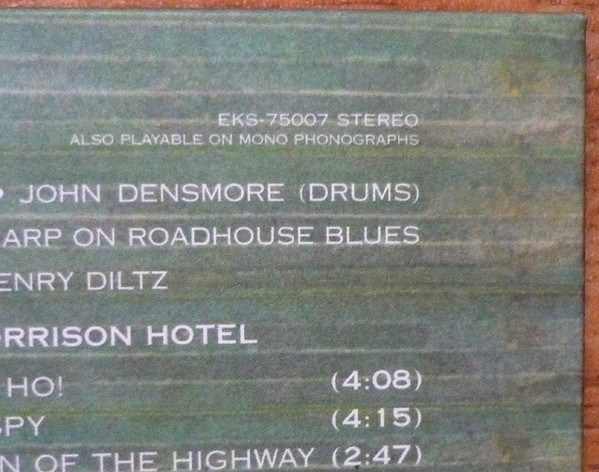 EKS-75007 STEREO
ALSO PLAYABLE ON MONO PHONOGRAPHS
• JOHN DENSMORE (DRUMS)
ARP ON ROADHOUSE BLUES
ENRY DILTZ
RRISON HOTEL
HO! (4:08)
SPY (4:15)
N OF THE HIGHWAY (2:47)